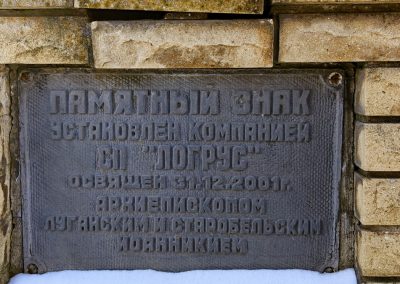 ПАМЯТНЫЙ ЗНАК
УСТАНОВЛЕН КОМПАНИЕЙ
СП "ЛОГРУС"
ОСВЯЩЕН 31.12.2001г.
АРХИЕПИСКОПОМ
ЛУГАНСКИМ И СТАРОБЕЛЬСКИМ
ИОАННИКИЕМ